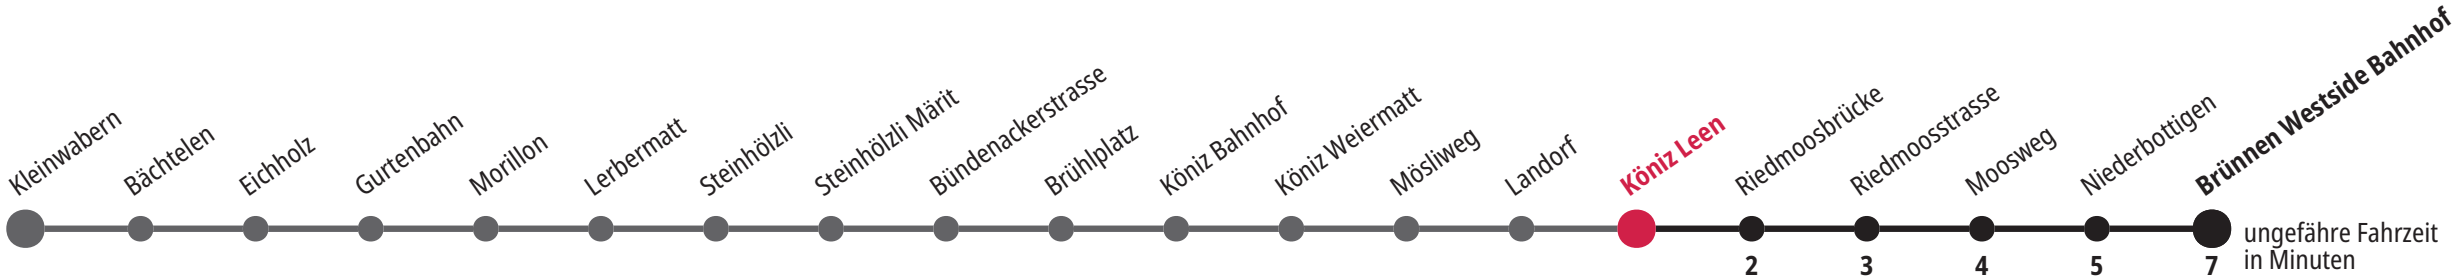 Kleinwabern
Bächtelen
Eichholz
Gurtenbahn
Morillon
Lerbermatt
Steinhölzli
Steinhölzli Märit
Bündenackerstrasse
Brühlplatz
Köniz Bahnhof
Köniz Weiermatt
Mösliweg
Landorf
Köniz Leen
Riedmoosbrücke
Riedmoosstrasse
Moosweg
Niederbottigen
Brünnen Westside Bahnhof
2
3
4
5
7
ungefähre Fahrzeit
in Minuten